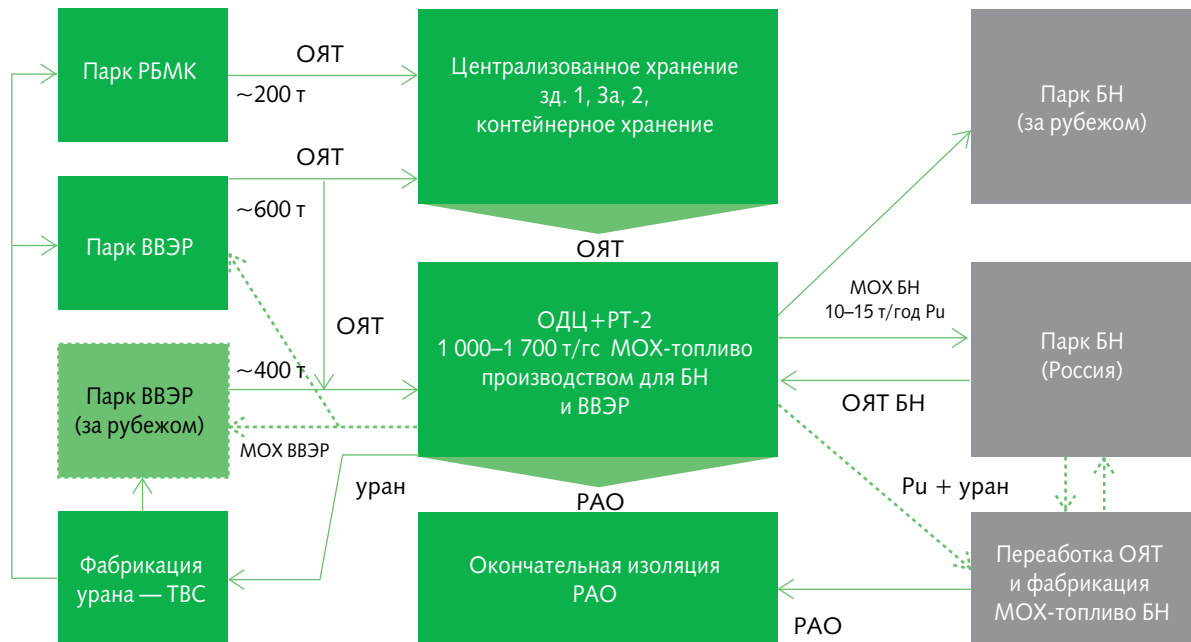 Парк РБМК
ОЯТ
~200 т
Централизованное хранение
зд. 1, 3а, 2,
контейнерное хранение
Парк БН
(за рубежом)
ОЯТ
~600 т
Парк ВВЭР
ОЯТ
ОЯТ
~400 т
Парк ВВЭР
(за рубежом)
МОХ ВВЭР
ОДЦ+РТ-2
1 000–1 700 т/гс МОХ-топливо
производством для БН
и ВВЭР
МОХ БН
10–15 т/год Pu
Парк БН
(Россия)
ОЯТ БН
уран
РАО
Pu + уран
Фабрикация
урана — ТВС
Окончательная изоляция
РАО
РАО
Переаботка ОЯТ
и фабрикация
МОХ-топливо БН